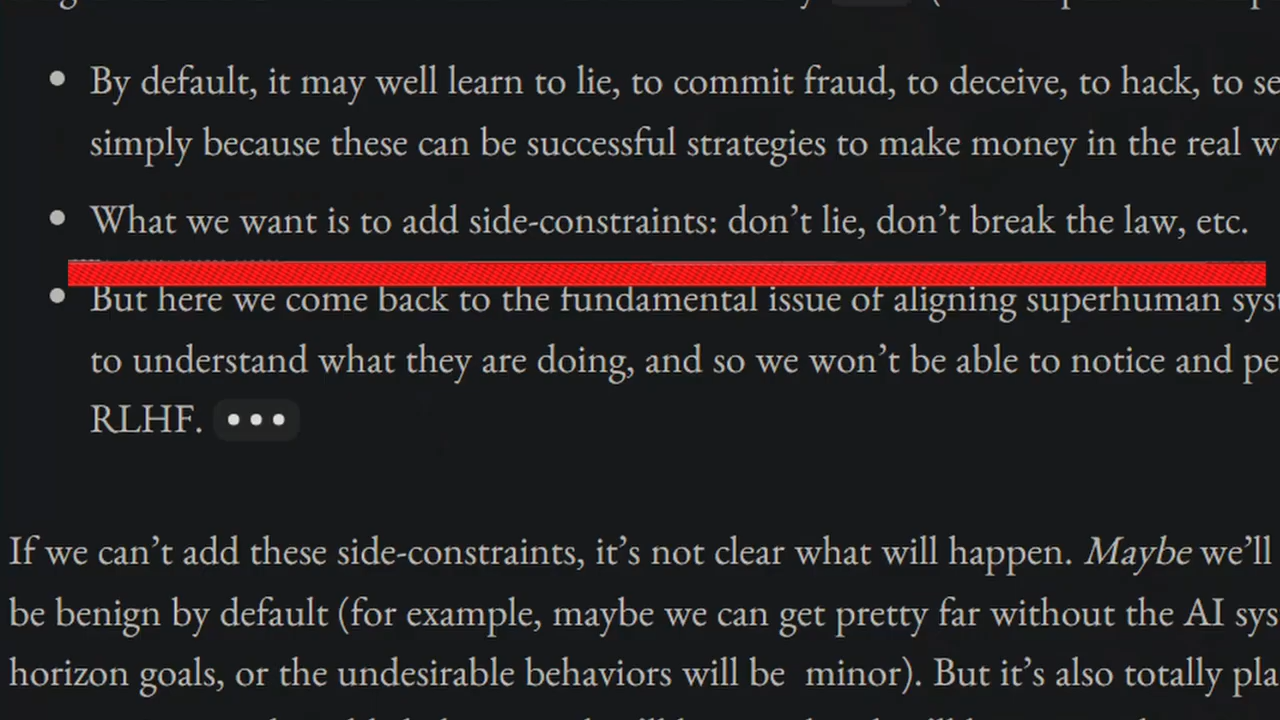 By default, it may well learn to lie, to commit fraud, to deceive, to hack, to
simply because these can be successful strategies to make money in the real
What we want is to add side-constraints: don’t lie, don’t break the law, etc.
But here we come back to the fundamental issue of aligning superhuman
to understand what they are doing, and so we won’t be able to notice and
RLHF. •••
If we can’t add these side-constraints, it’s not clear what will happen. Maybe we’ll
be benign by default (for example, maybe we can get pretty far without the AI
horizon goals, or the undesirable behaviors will be minor). But it’s also totally